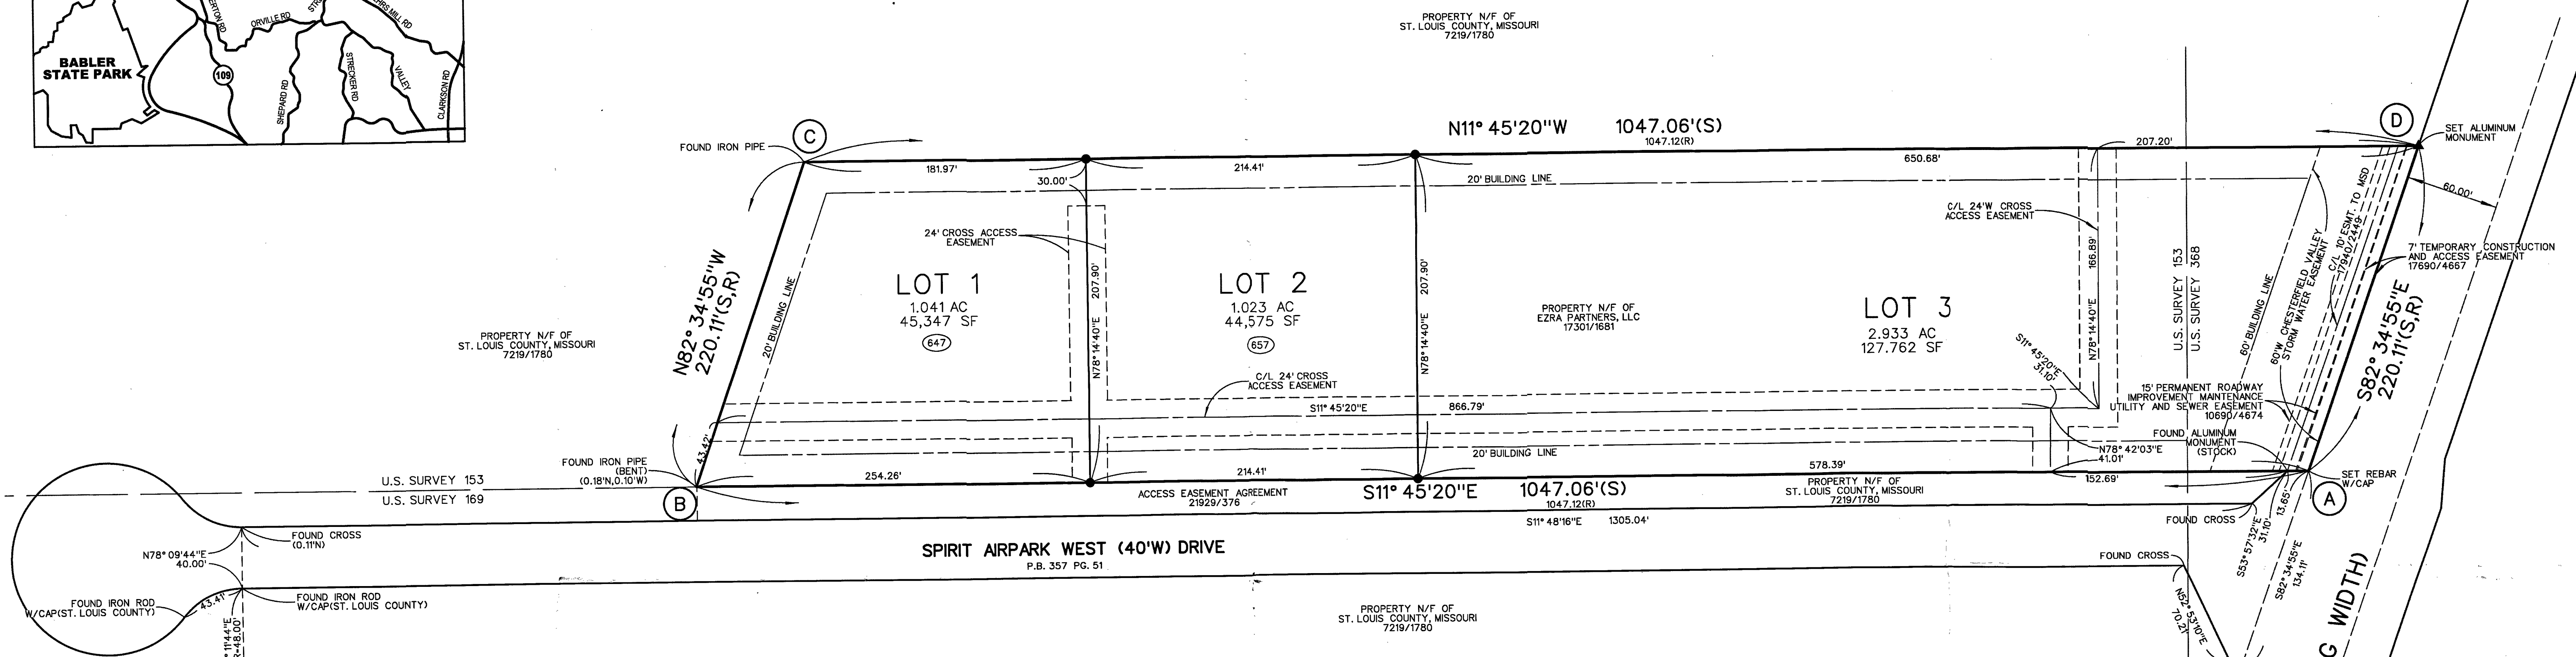 ORVILLE RD
BABLER
STATE PARK
109
SHEPARD RD
STRECKER RD
VALLEY
CLARKSON RD
PROPERTY N/F OF
ST. LOUIS COUNTY, MISSOURI
7219/1780
C
FOUND IRON PIPE
N11° 45'20"W 1047.06'(S)
1047.12(R)
D
SET ALUMINUM
MONUMENT
181.97'
214.41'
650.68'
207.20'
30.00'
20' BUILDING LINE
60.00'
24' CROSS ACCESS
EASEMENT
C/L 24'W CROSS
ACCESS EASEMENT
N82° 34'55"W
220.11'(S,R)
20' BUILDING LINE
LOT 1
1.041 AC
45,347 SF
647
N78°14'40"E 207.90'
LOT 2
1.023 AC
44,575 SF
657
N78°14'40"E 207.90'
PROPERTY N/F OF
EZRA PARTNERS, LLC
17301/1681
LOT 3
2.933 AC
127.762 SF
N78°14'40"E 166.89'
U.S. SURVEY 153
U.S. SURVEY 368
60' BUILDING LINE
60'W CHESTERFIELD VALLEY
STORM WATER EASEMENT
C/L 10' ESMT. TO MSD
17940/2449
7' TEMPORARY CONSTRUCTION
AND ACCESS EASEMENT
17690/4667
S82° 34'55"E
220.11'(S,R)
PROPERTY N/F OF
ST. LOUIS COUNTY, MISSOURI
7219/1780
S11° 45'20"E
31.10'
C/L 24' CROSS
ACCESS EASEMENT
S11° 45'20"E 866.79'
15' PERMANENT ROADWAY
IMPROVEMENT MAINTENANCE
UTILITY AND SEWER EASEMENT
10690/4674
FOUND ALUMINUM
MONUMENT
(STOCK)
43.42'
20' BUILDING LINE
N78° 42'03"E
41.01'
FOUND IRON PIPE
(BENT)
(0.18'N,0.10'W)
U.S. SURVEY 153
U.S. SURVEY 169
B
254.26'
214.41'
578.39'
152.69'
SET REBAR
W/CAP
A
ACCESS EASEMENT AGREEMENT
21929/376
S11° 45'20"E 1047.06'(S)
1047.12(R)
PROPERTY N/F OF
ST. LOUIS COUNTY, MISSOURI
7219/1780
S11° 48'16"E 1305.04'
FOUND CROSS
13.65'
S53° 57'32"E
31.10'
S82° 34'55"E
134.11'
FOUND CROSS
(0.11'N)
N78° 09'44"E
40.00'
SPIRIT AIRPARK WEST (40'W) DRIVE
P.B. 357 PG. 51
FOUND CROSS
FOUND IRON ROD
W/CAP(ST. LOUIS COUNTY)
43.41'
FOUND IRON ROD
W/CAP(ST. LOUIS COUNTY)
PROPERTY N/F OF
ST. LOUIS COUNTY, MISSOURI
7219/1780
N52° 53'10"E
70.21'
WIDTH)